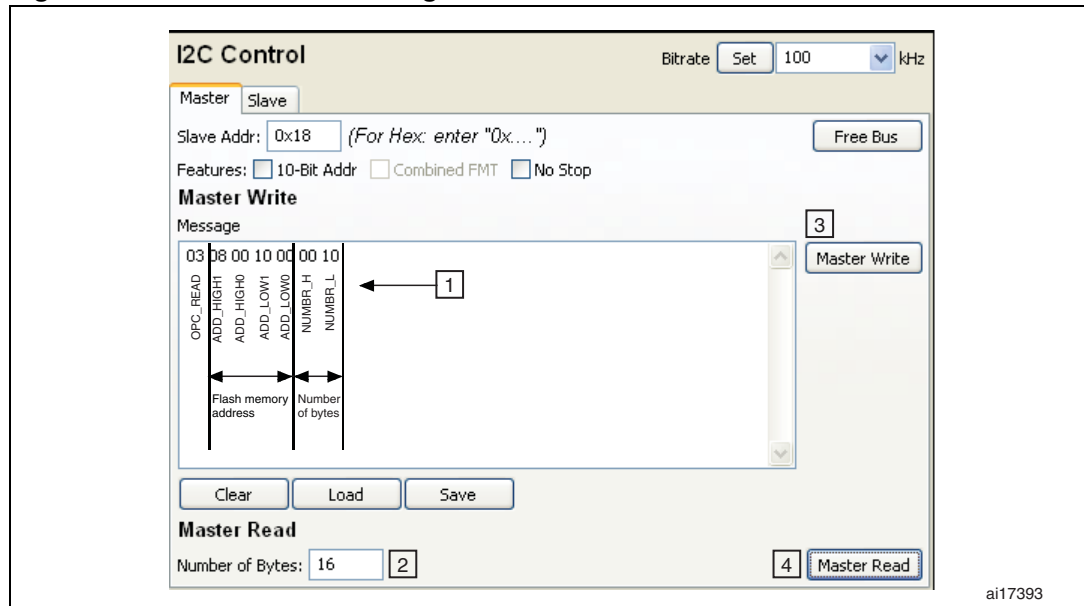 I2C Control
Bitrate Set 100 kHz
Master Slave
Slave Addr: 0x18 (For Hex: enter "0x....")
Free Bus
Features: 10-Bit Addr Combined FMT No Stop
Master Write
Message
3
03 08 00 10 00 00 10
Master Write
OPC_READ
ADD_HIGH1
ADD_HIGH0
ADD_LOW1
ADD_LOW0
NUMBR_H
NUMBR_L
1
Flash memory
address
Number
of bytes
Clear Load Save
Master Read
Number of Bytes: 16 2
4 Master Read
ai17393